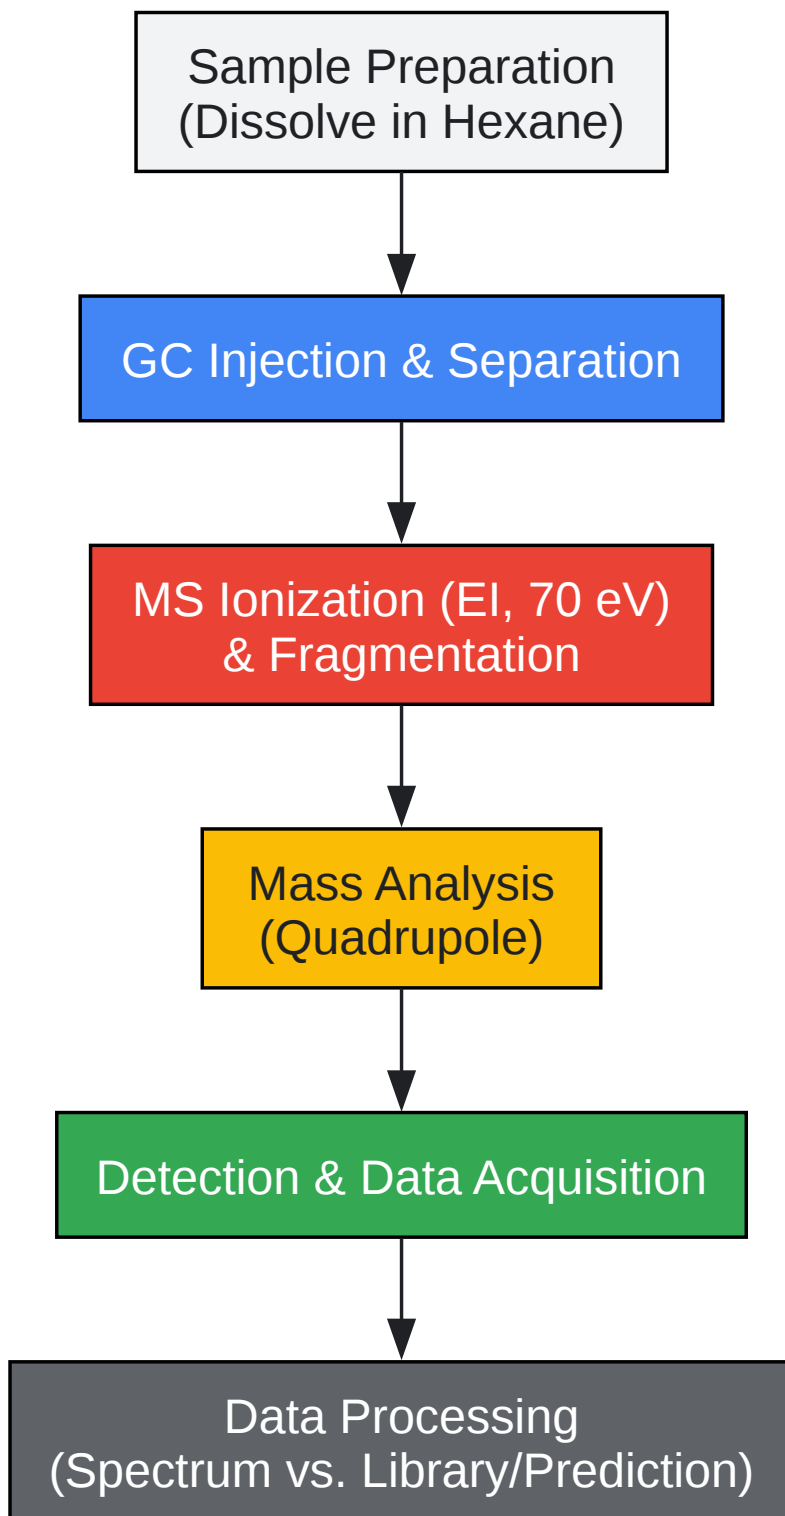 Sample Preparation
(Dissolve in Hexane)
GC Injection & Separation
MS Ionization (EI, 70 eV)
& Fragmentation
Mass Analysis
(Quadrupole)
Detection & Data Acquisition
Data Processing
(Spectrum vs. Library/Prediction)